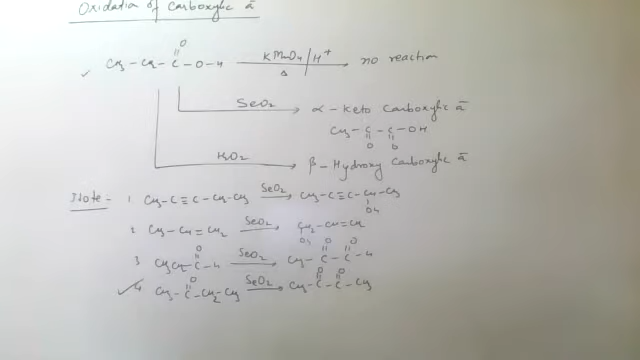 Oxidation of Carboxylic a
CH3 - CH2 - C - O - H KMnO4 / H+ no reaction
O
Δ
SeO2 α - Keto Carboxylic a
CH3 - C - C - OH
O O
H2O2 β - Hydroxy Carboxylic a
Note - 1. CH3 - C ≡ C - CH2 - CH3 SeO2 CH3 - C ≡ C - CH - CH3
OH
2 CH3 - CH = CH2 SeO2 CH2 - CH = CH2
OH
3 CH3CH2 - C - H SeO2 CH3 - C - C - H
O O O
4. CH3 - C - CH2 - CH3 SeO2 CH3 - C - C - CH3
O O O